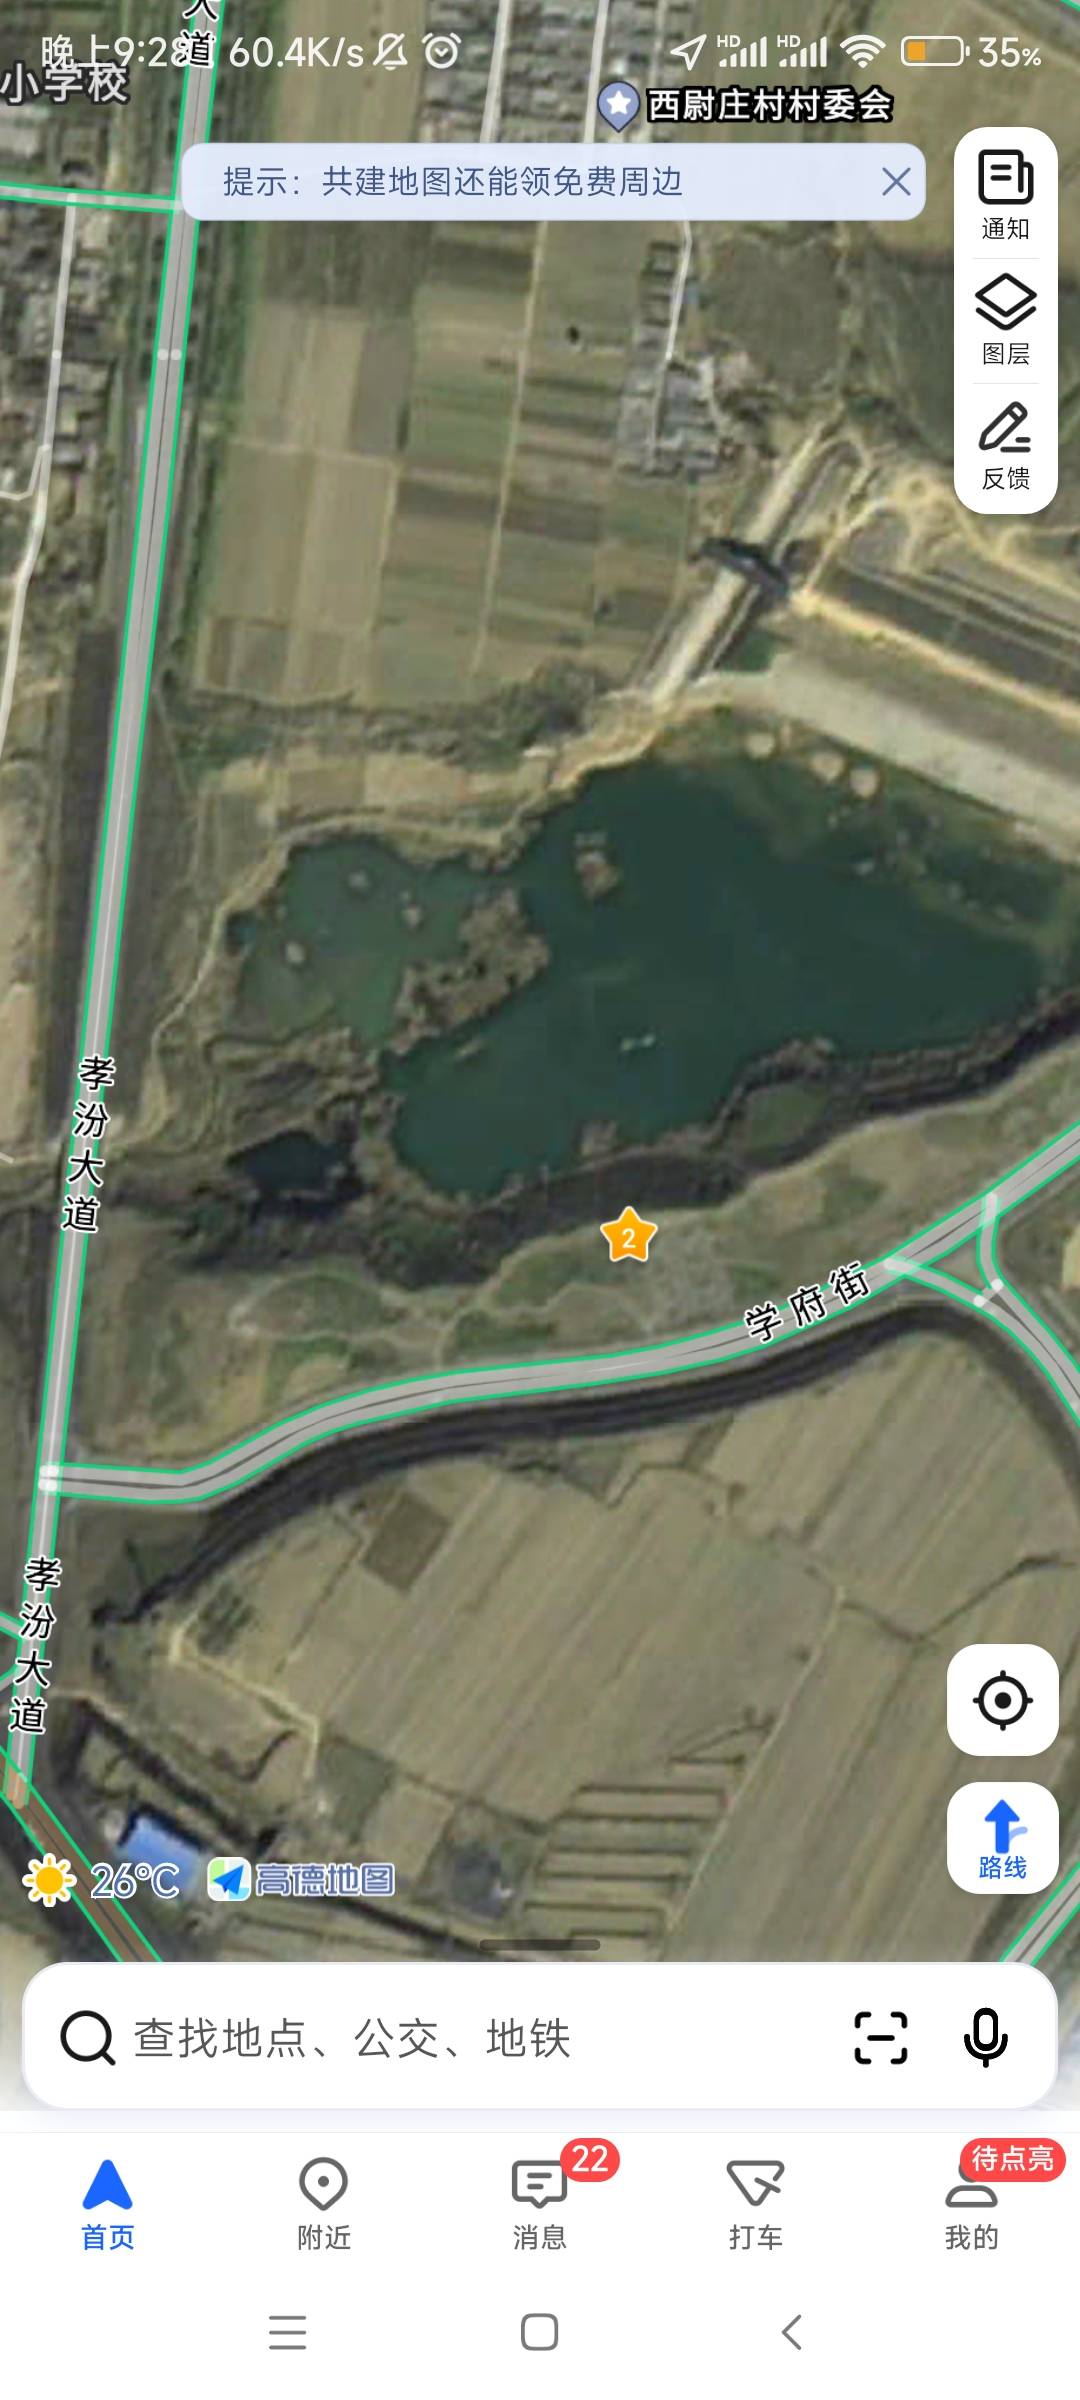 大道
晚上9:28 60.4K/s HD HD 35%
小学校
西尉庄村村委会
提示：共建地图还能领免费周边
通知
图层
反馈
孝汾大道
2
学府街
孝汾大道
路线
26°C 高德地图
查找地点、公交、地铁
22
待点亮
首页 附近 消息 打车 我的